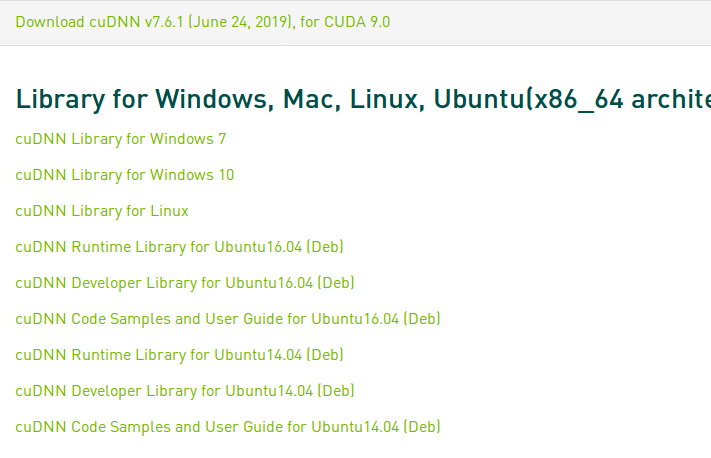 Download cuDNN v7.6.1 (June 24, 2019), for CUDA 9.0
Library for Windows, Mac, Linux, Ubuntu(x86_64 archite
cuDNN Library for Windows 7
cuDNN Library for Windows 10
cuDNN Library for Linux
cuDNN Runtime Library for Ubuntu16.04 (Deb)
cuDNN Developer Library for Ubuntu16.04 (Deb)
cuDNN Code Samples and User Guide for Ubuntu16.04 (Deb)
cuDNN Runtime Library for Ubuntu14.04 (Deb)
cuDNN Developer Library for Ubuntu14.04 (Deb)
cuDNN Code Samples and User Guide for Ubuntu14.04 (Deb)